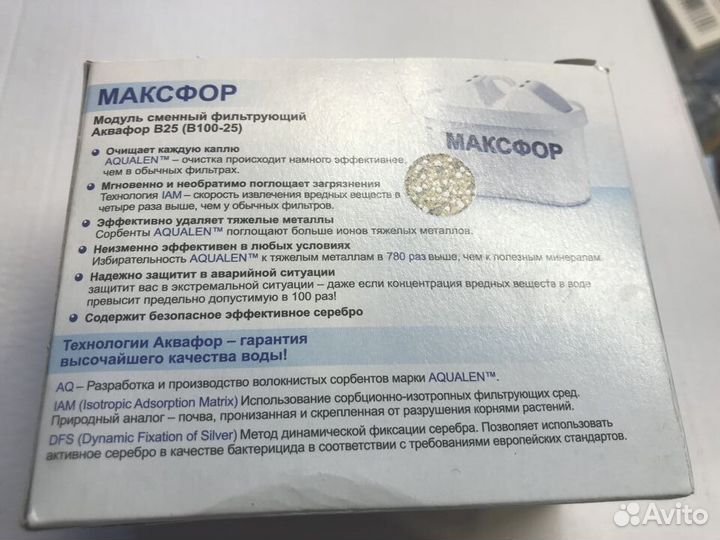 МАКСФОР
Модуль сменный фильтрующий
Аквафор В25 (В100-25)
Очищает каждую каплю
AQUALEN™ – очистка происходит намного эффективнее,
чем в обычных фильтрах.
Мгновенно и необратимо поглощает загрязнения
Технология IAM – скорость извлечения вредных веществ в
четыре раза выше, чем у обычных фильтров.
Эффективно удаляет тяжелые металлы
Сорбенты AQUALEN™ поглощают больше ионов тяжелых металлов.
Неизменно эффективен в любых условиях
Избирательность AQUALEN™ к тяжелым металлам в 780 раз выше, чем к полезным минералам.
Надежно защитит в аварийной ситуации
защитит вас в экстремальной ситуации – даже если концентрация вредных веществ в воде
превысит предельно допустимую в 100 раз!
Содержит безопасное эффективное серебро
МАКСФОР
Технологии Аквафор – гарантия
высочайшего качества воды!
AQ – Разработка и производство волокнистых сорбентов марки AQUALEN™.
IAM (Isotropic Adsorption Matrix) Использование сорбционно-изотропных фильтрующих сред.
Природный аналог – почва, пронизанная и скрепленная от разрушения корнями растений.
DFS (Dynamic Fixation of Silver) Метод динамической фиксации серебра. Позволяет использовать
активное серебро в качестве бактерицида в соответствии с требованиями европейских стандартов.
Avito